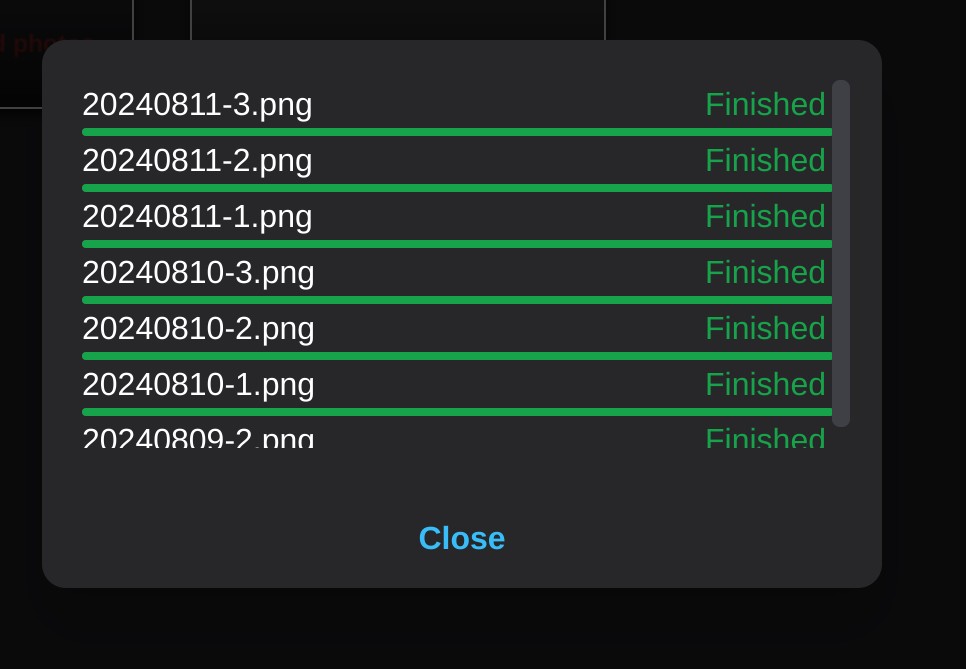 20240811-3.png Finished
20240811-2.png Finished
20240811-1.png Finished
20240810-3.png Finished
20240810-2.png Finished
20240810-1.png Finished
20240809-2.png Finished
Close